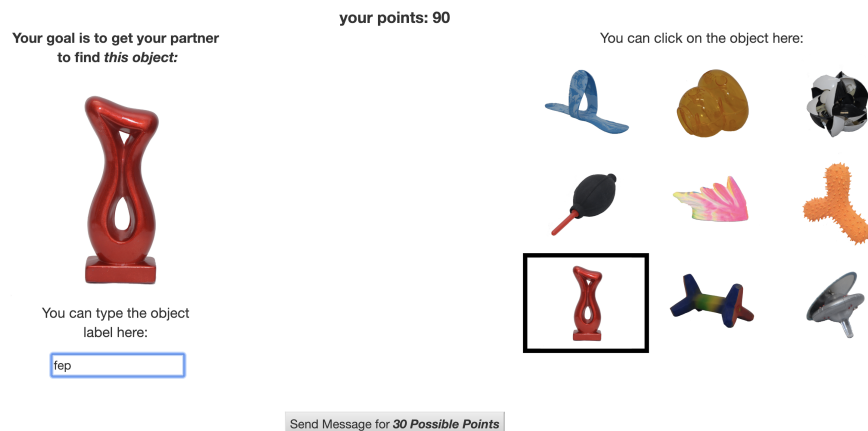 your points: 90
Your goal is to get your partner
to find this object:
You can click on the object here:
You can type the object
label here:
fep
Send Message for 30 Possible Points